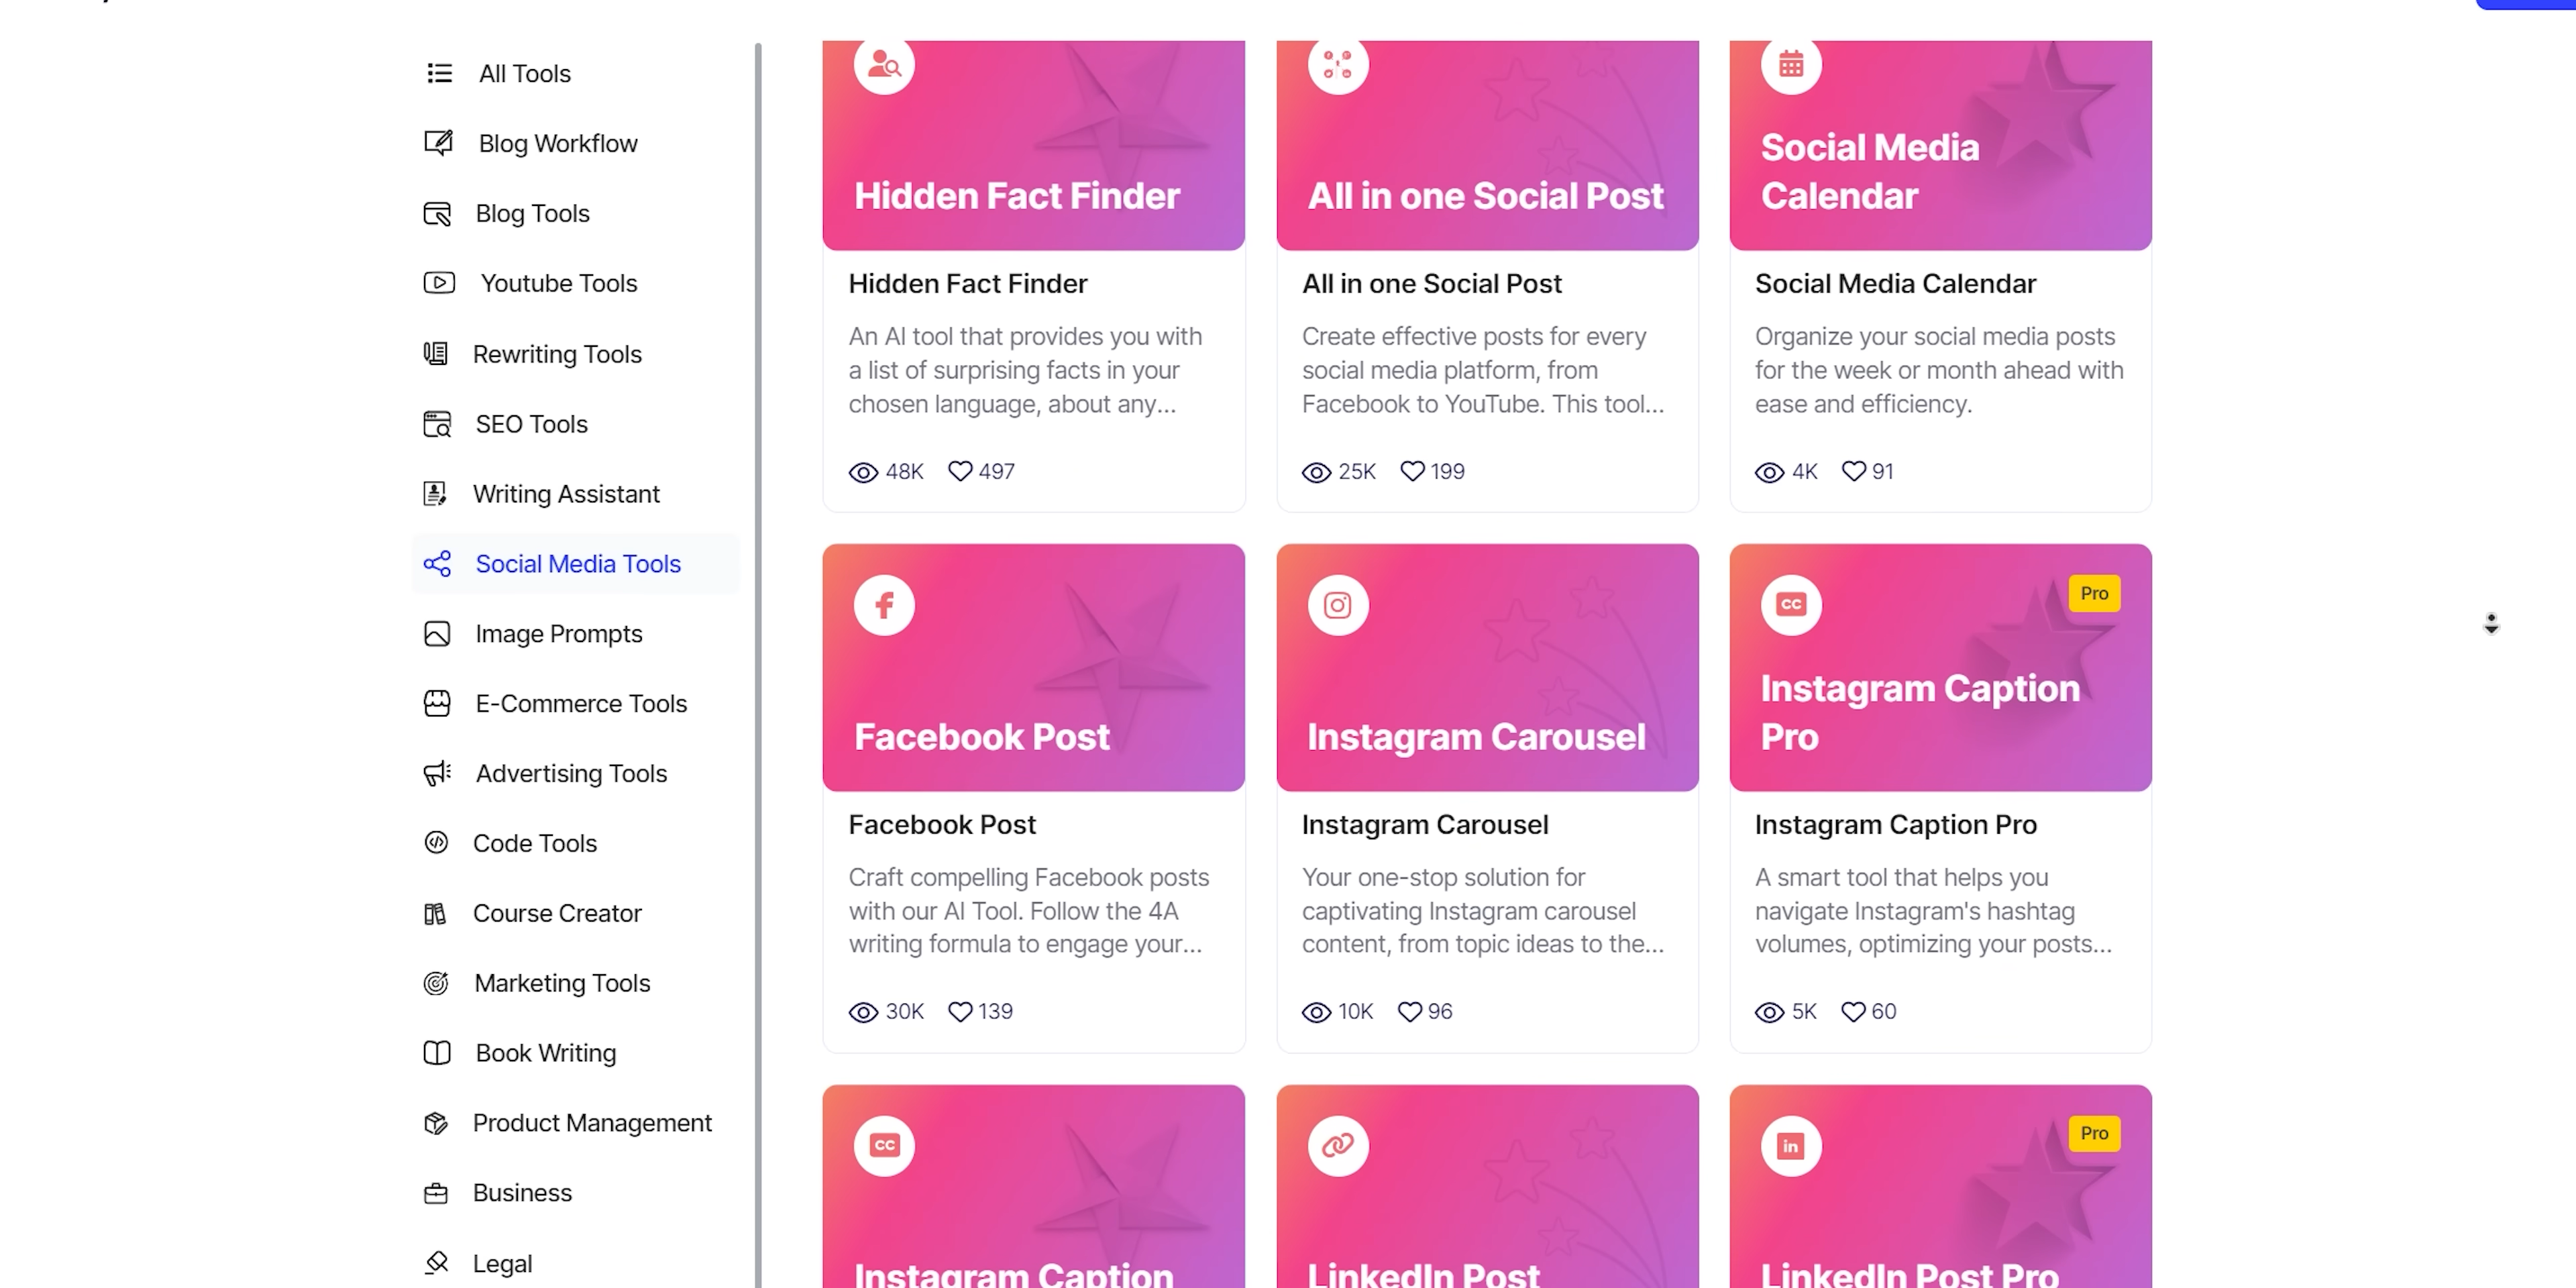 All Tools
Blog Workflow
Blog Tools
Youtube Tools
Rewriting Tools
SEO Tools
Writing Assistant
Social Media Tools
Image Prompts
E-Commerce Tools
Advertising Tools
Code Tools
Course Creator
Marketing Tools
Book Writing
Product Management
Business
Legal
Hidden Fact Finder
Hidden Fact Finder
An AI tool that provides you with
a list of surprising facts in your
chosen language, about any...
48K 497
All in one Social Post
All in one Social Post
Create effective posts for every
social media platform, from
Facebook to YouTube. This tool...
25K 199
Social Media
Calendar
Social Media Calendar
Organize your social media posts
for the week or month ahead with
ease and efficiency.
4K 91
Facebook Post
Facebook Post
Craft compelling Facebook posts
with our AI Tool. Follow the 4A
writing formula to engage your...
30K 139
Instagram Carousel
Instagram Carousel
Your one-stop solution for
captivating Instagram carousel
content, from topic ideas to the...
10K 96
CC
Pro
Instagram Caption
Pro
Instagram Caption Pro
A smart tool that helps you
navigate Instagram's hashtag
volumes, optimizing your posts...
5K 60
CC
Instagram Caption
LinkedIn Post
in
Pro
LinkedIn Post Pro